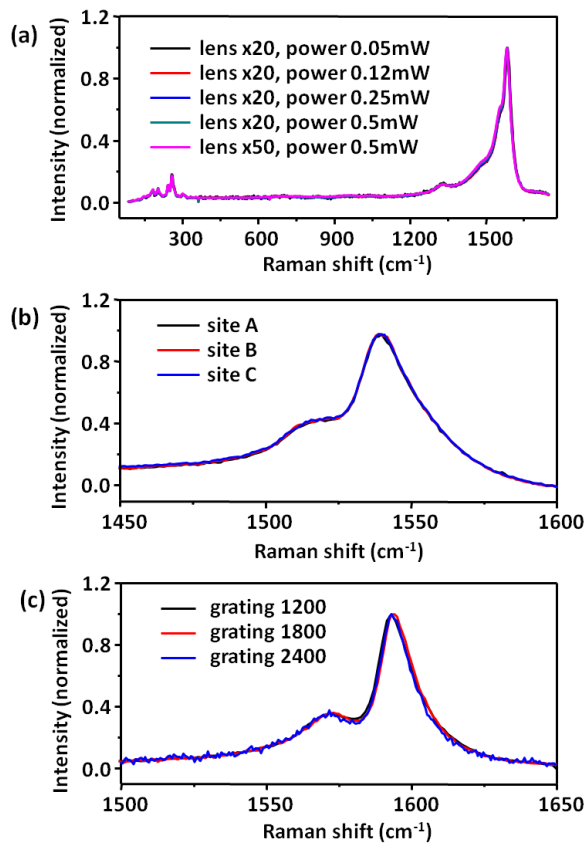 (a)
Intensity (normalized)
1.2
0.8
0.4
0.0
lens x20, power 0.05mW
lens x20, power 0.12mW
lens x20, power 0.25mW
lens x20, power 0.5mW
lens x50, power 0.5mW
300 600 900 1200 1500
Raman shift (cm⁻¹)
(b)
Intensity (normalized)
1.2
0.8
0.4
0.0
site A
site B
site C
1450 1500 1550 1600
Raman shift (cm⁻¹)
(c)
Intensity (normalized)
1.2
0.8
0.4
0.0
grating 1200
grating 1800
grating 2400
1500 1550 1600 1650
Raman shift (cm⁻¹)